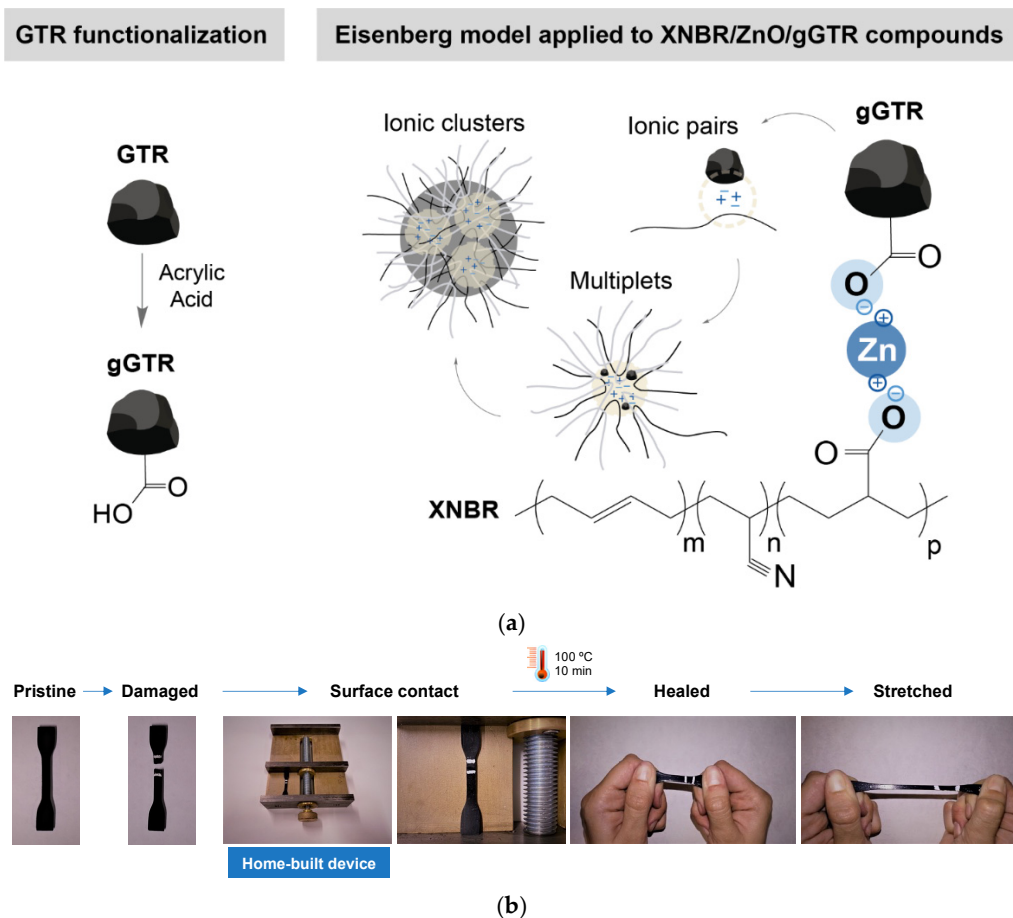 GTR functionalization
Eisenberg model applied to XNBR/ZnO/gGTR compounds
GTR
Acrylic
Acid
gGTR
HO
O
Ionic clusters
Ionic pairs
gGTR
− +
+ −
Multiplets
O
O
−
+
Zn
+
−
O
O
XNBR
m
n
p
N
(a)
100 ºC
10 min
Pristine
Damaged
Surface contact
Healed
Stretched
Home-built device
(b)